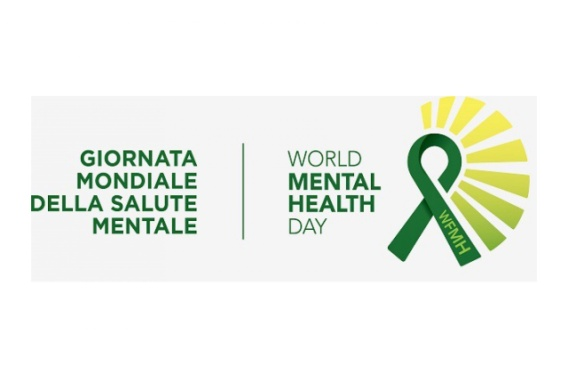 GIORNATA
MONDIALE
DELLA SALUTE
MENTALE
WORLD
MENTAL
HEALTH
DAY
WFMH